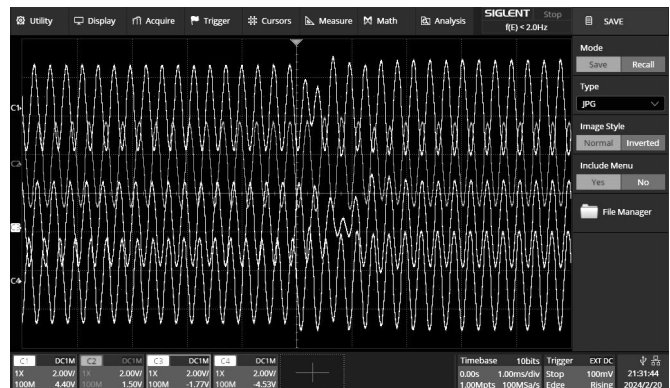 Utility Display Acquire Trigger Cursors Measure Math Analysis SIGLENT Stop
f(E) < 2.0Hz
SAVE
Mode
Save Recall
Type
JPG
Image Style
Normal Inverted
Include Menu
Yes No
File Manager
C1
C4
C1 DC1M C2 DC1M C3 DC1M C4 DC1M
1X 2.00V/ 1X 2.00V/ 1X 2.00V/ 1X 2.00V/
100M 4.40V 100M 1.50V 100M -1.77V 100M -4.53V
Timebase 10bits Trigger EXT DC
0.00s 1.00ms/div Stop 100mV 21:31:44
1.00Mpts 100MSa/s Edge Rising 2024/2/20